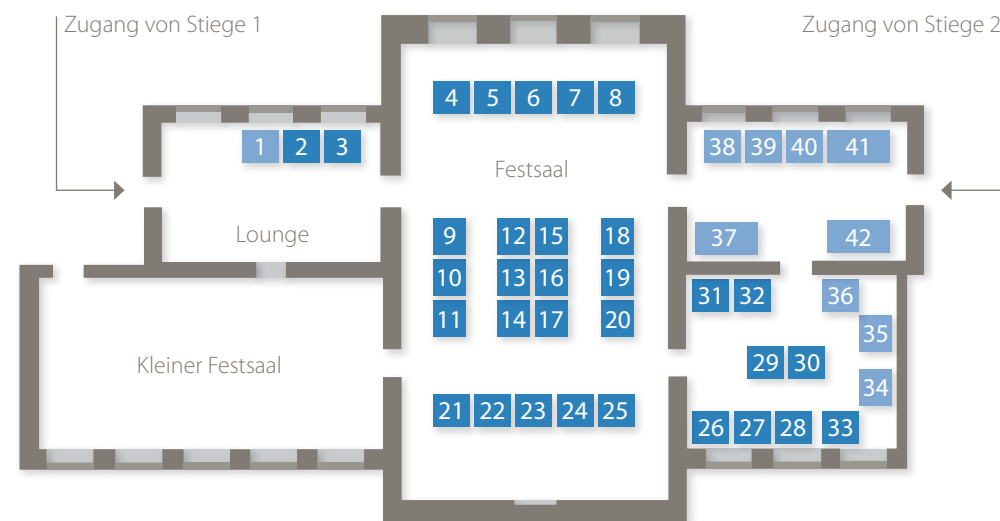 Zugang von Stiege 1
Zugang von Stiege 2
4 5 6 7 8
1 2 3
38 39 40 41
Festsaal
Lounge
9 12 15 18
37 42
10 13 16 19
31 32 36
11 14 17 20
35
Kleiner Festsaal
29 30
34
21 22 23 24 25
26 27 28 33